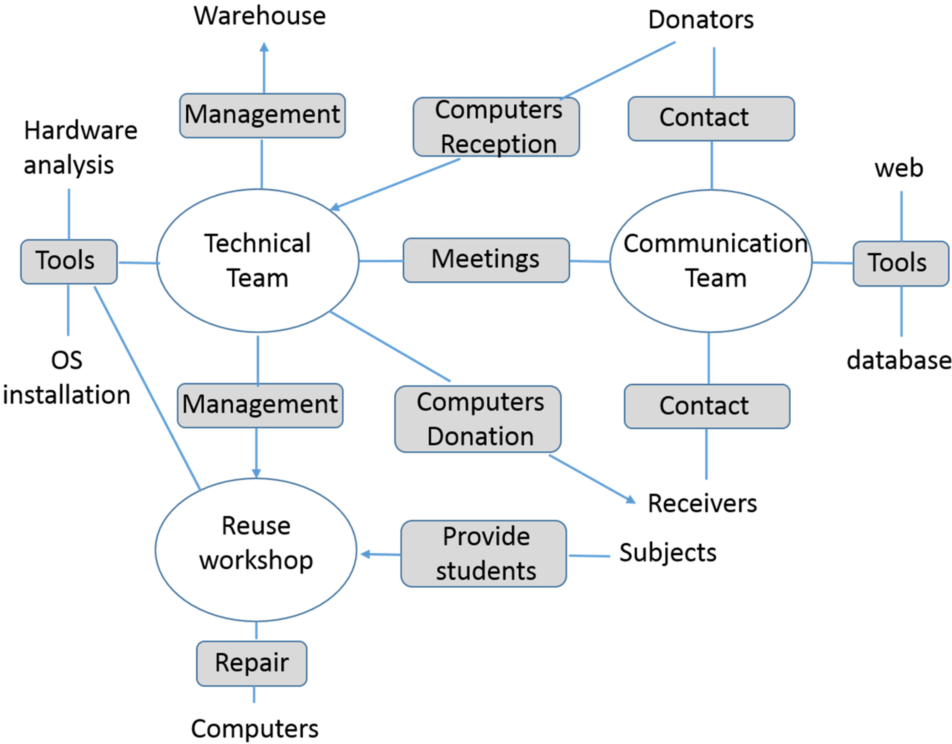 Warehouse
Donators
Management
Computers
Reception
Contact
Hardware
analysis
web
Tools
Technical
Team
Meetings
Communication
Team
Tools
OS
installation
database
Management
Computers
Donation
Contact
Receivers
Reuse
workshop
Provide
students
Subjects
Repair
Computers